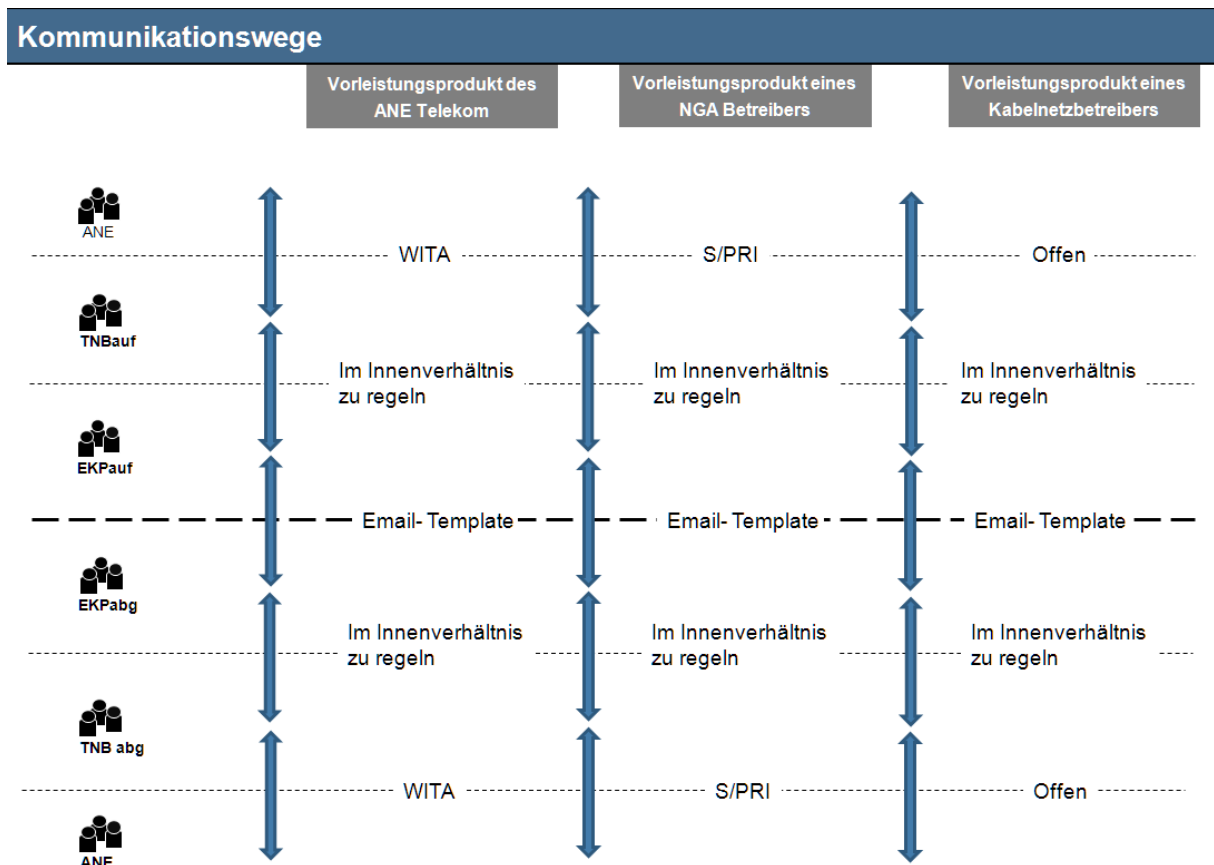 Kommunikationswege
Vorleistungsprodukt des
ANE Telekom
Vorleistungsprodukt eines
NGA Betreibers
Vorleistungsprodukt eines
Kabelnetzbetreibers
ANE
WITA
S/PRI
Offen
TNBauf
Im Innenverhältnis
zu regeln
Im Innenverhältnis
zu regeln
Im Innenverhältnis
zu regeln
EKPauf
Email- Template
Email- Template
Email- Template
EKPabg
Im Innenverhältnis
zu regeln
Im Innenverhältnis
zu regeln
Im Innenverhältnis
zu regeln
TNB abg
WITA
S/PRI
Offen
ANE